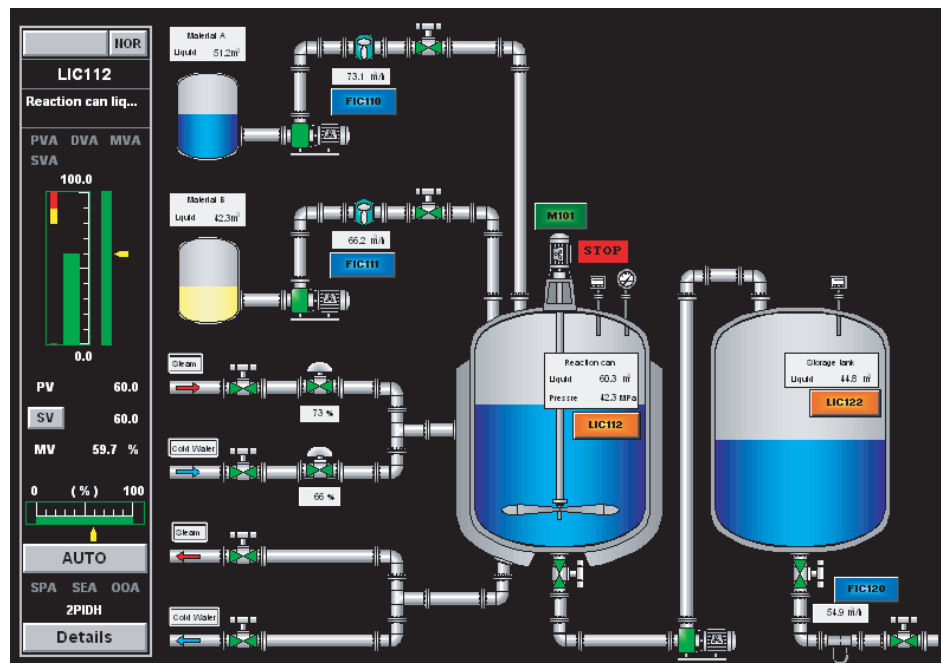 NOR
LIC112
Reaction can liq...
PVA DVA MVA
SVA
100.0
0.0
PV 60.0
SV 60.0
MV 59.7 %
0 (%) 100
AUTO
SPA SEA OOA
2PIDH
Details
Material A
Liquid 51.2m³
73.1 ㎥/h
FIC110
Material B
Liquid 42.3m³
66.2 ㎥/h
FIC111
M101
STOP
Steam
73 %
Cold Water
66 %
Steam
Cold Water
Reaction can
Liquid 60.3 m³
Pressre 42.3 MPa
LIC112
Storage tank
Liquid 44.8 m³
LIC122
FIC120
54.9 ㎥/h